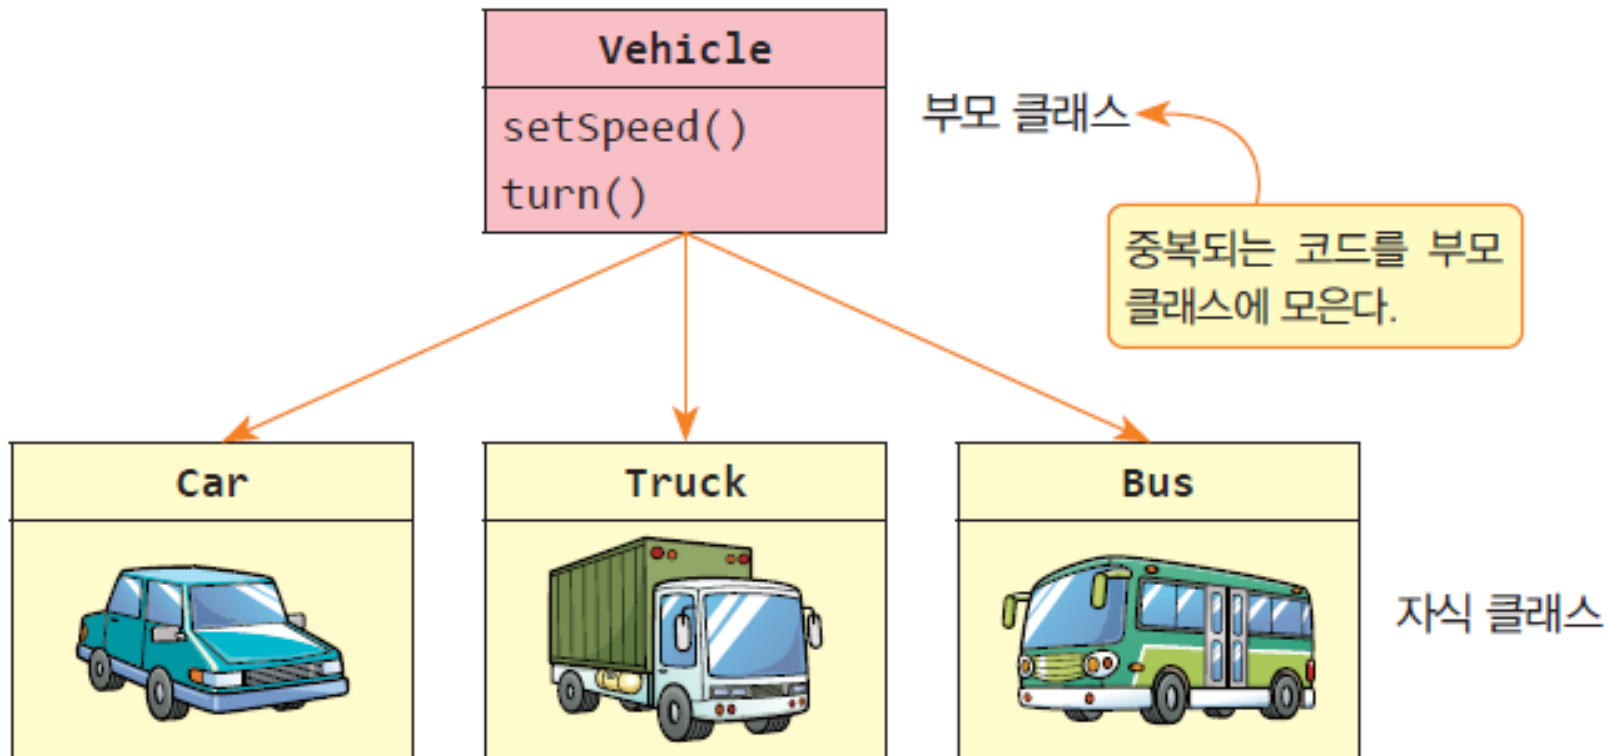 Vehicle
setSpeed()
turn()
부모 클래스
중복되는 코드를 부모
클래스에 모은다.
Car
Truck
Bus
자식 클래스